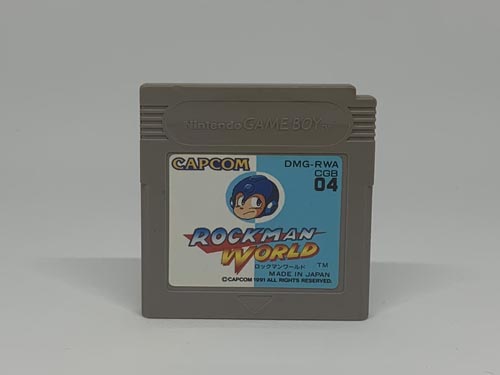 Nintendo GAME BOY
CAPCOM
DMG-RWA
CGB
04
ROCKMAN
WORLD
ロックマンワールド
TM
MADE IN JAPAN
©CAPCOM 1991 ALL RIGHTS RESERVED.